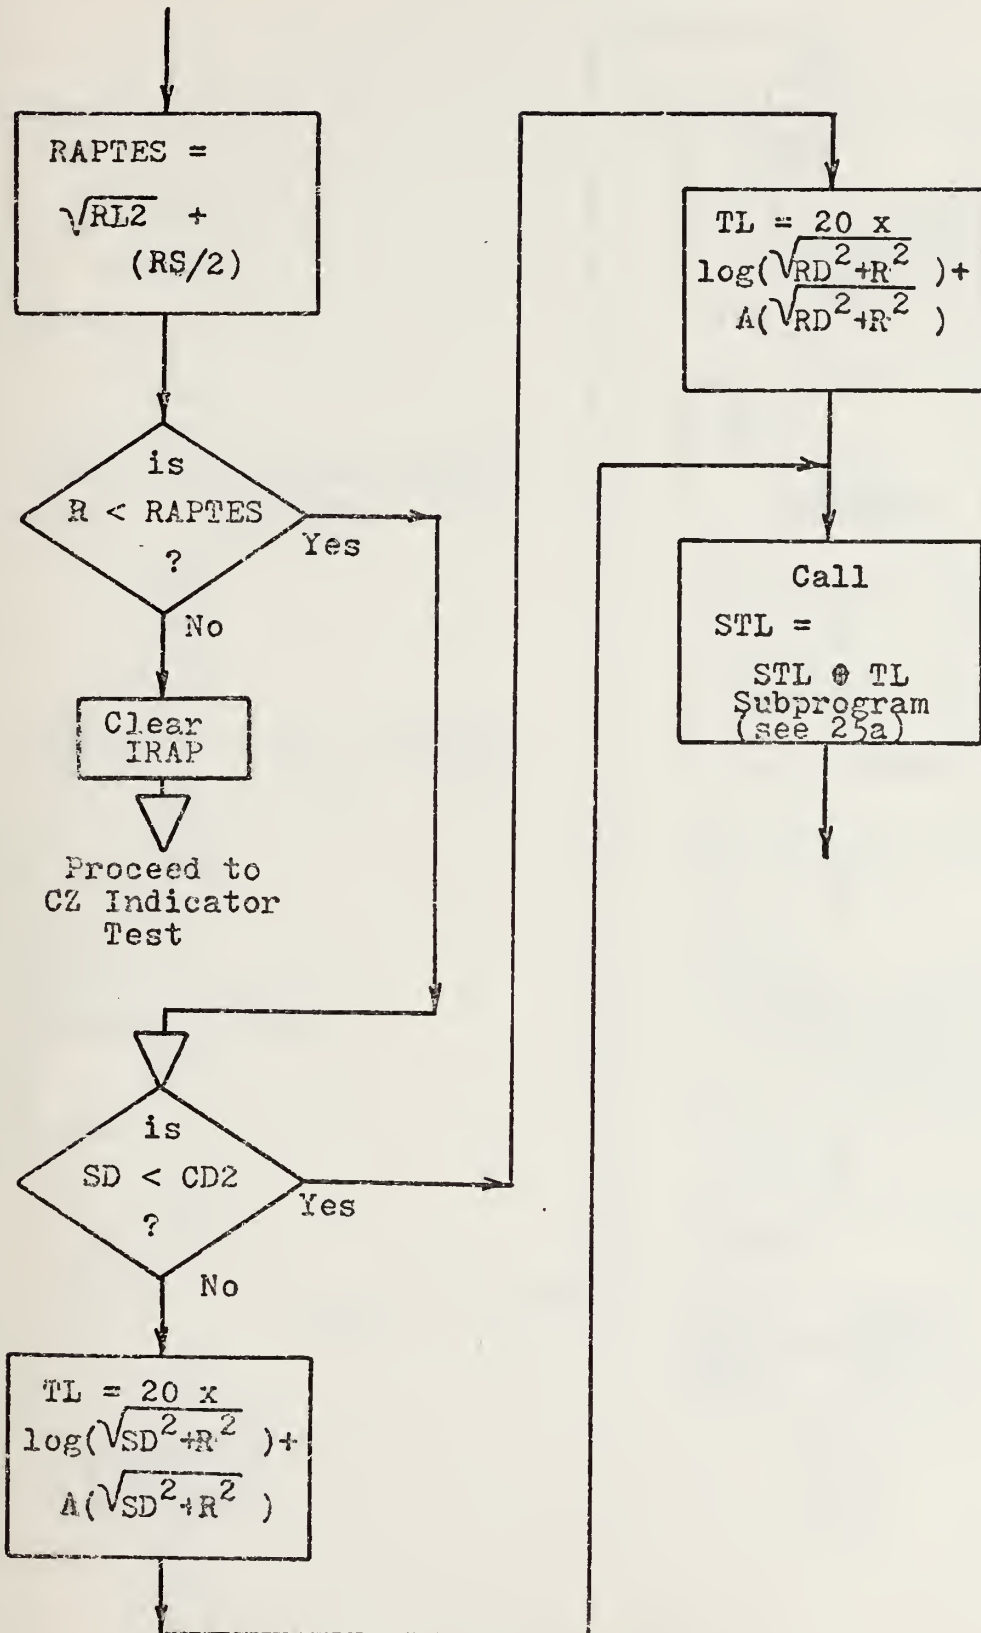 RAPTES =
√RL2 +
(RS/2)
is
R < RAPTES
?
Yes
No
Clear
IRAP
Proceed to
CZ Indicator
Test
is
SD < CD2
?
Yes
No
TL = 20 x
log(√SD²+R² )+
A(√SD²+R² )
TL = 20 x
log(√RD²+R² )+
A(√RD²+R² )
Call
STL =
STL ⊕ TL
Subprogram
(see 25a)